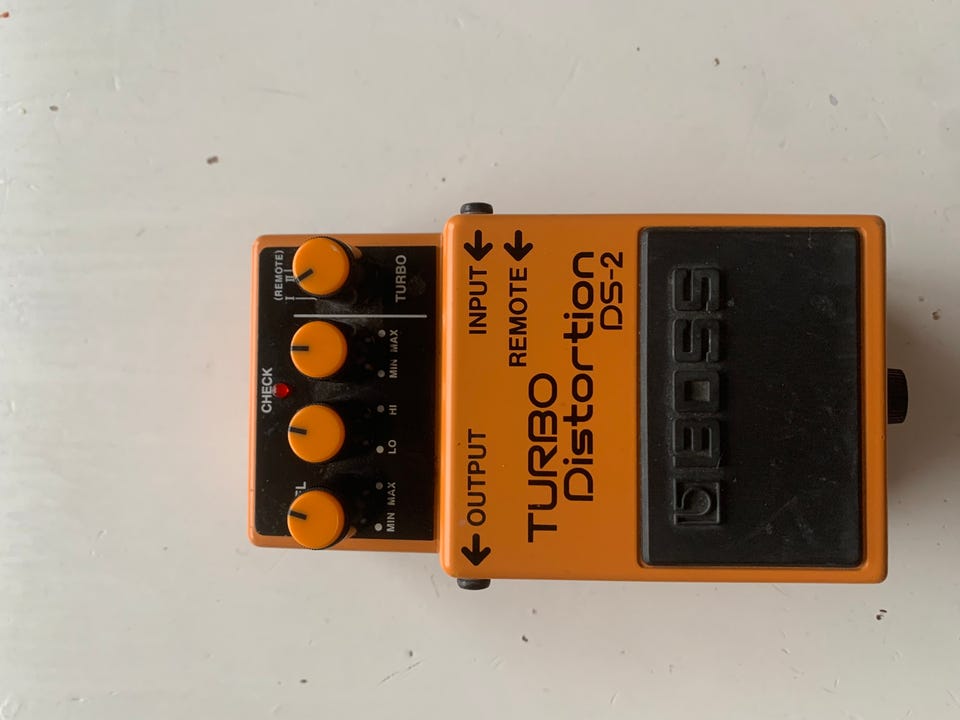 (REMOTE)
I II
CHECK
MIN MAX
LO HI
MIN MAX
TURBO
OUTPUT
INPUT
REMOTE
TURBO
Distortion
DS-2
BOSS